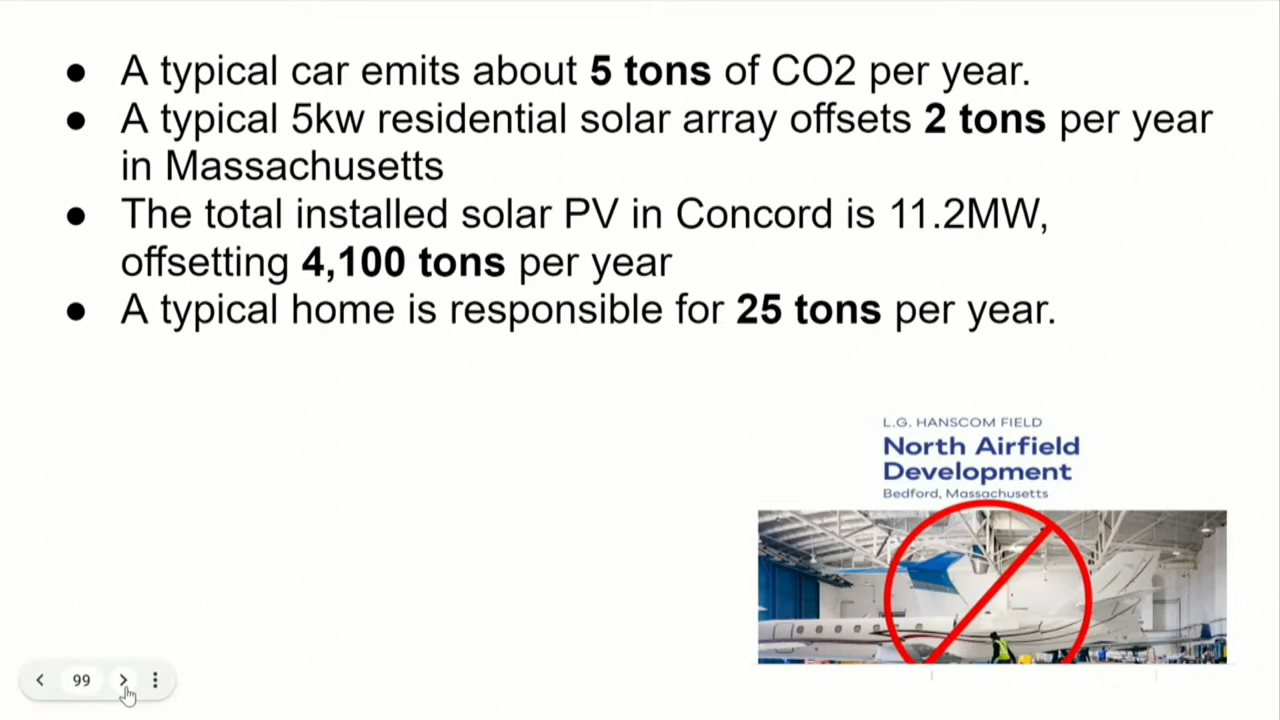 ● A typical car emits about 5 tons of CO2 per year.
● A typical 5kw residential solar array offsets 2 tons per year
in Massachusetts
● The total installed solar PV in Concord is 11.2MW,
offsetting 4,100 tons per year
● A typical home is responsible for 25 tons per year.
L.G. HANSCOM FIELD
North Airfield
Development
Bedford, Massachusetts
99